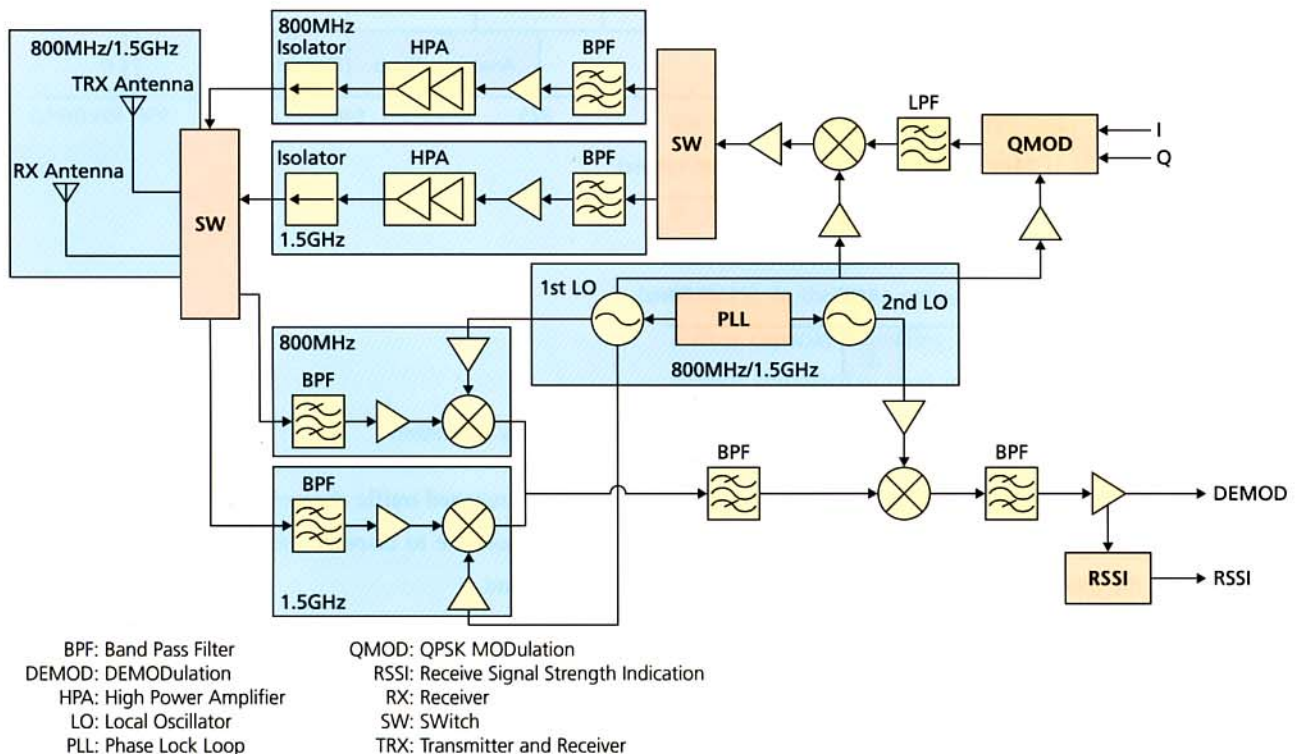 800MHz/1.5GHz
TRX Antenna
RX Antenna
SW
800MHz
Isolator
HPA
BPF
Isolator
HPA
BPF
1.5GHz
SW
LPF
QMOD
I
Q
1st LO
PLL
2nd LO
800MHz/1.5GHz
800MHz
BPF
BPF
1.5GHz
BPF
BPF
DEMOD
RSSI
RSSI
BPF: Band Pass Filter
DEMOD: DEMODulation
HPA: High Power Amplifier
LO: Local Oscillator
PLL: Phase Lock Loop
QMOD: QPSK MODulation
RSSI: Receive Signal Strength Indication
RX: Receiver
SW: SWitch
TRX: Transmitter and Receiver